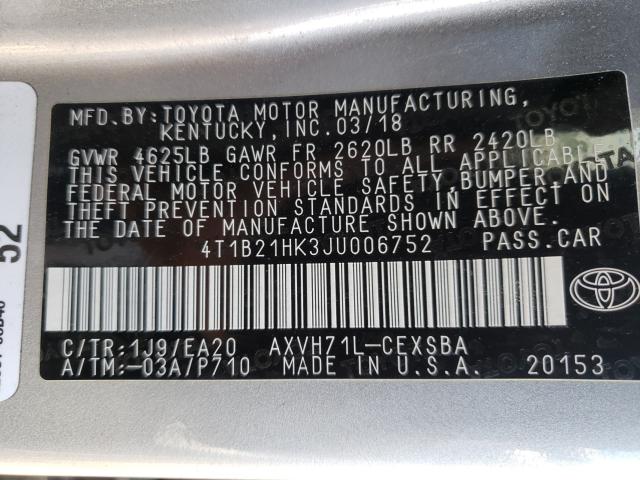 MFD.BY:TOYOTA MOTOR MANUFACTURING,
KENTUCKY,INC.03/18
GVWR 4625LB GAWR FR 2620LB RR 2420LB
THIS VEHICLE CONFORMS TO ALL APPLICABLE
FEDERAL MOTOR VEHICLE SAFETY,BUMPER,AND
THEFT PREVENTION STANDARDS IN EFFECT ON
THE DATE OF MANUFACTURE SHOWN ABOVE.
4T1B21HK3JU006752 PASS.CAR
C/TR:1J9/EA20 AXVH71L-CEXSBA
A/TM:-03A/P710 MADE IN U.S.A. 20153
52